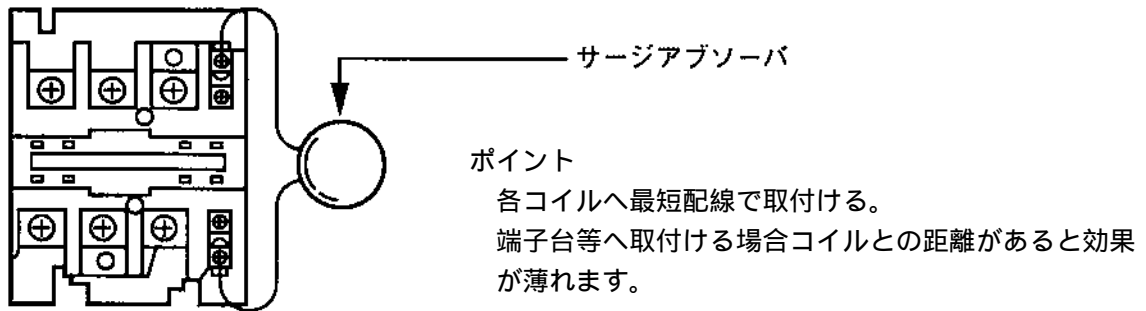 サージアブソーバ
ポイント
各コイルへ最短配線で取付ける。
端子台等へ取付ける場合コイルとの距離があると効果
が薄れます。